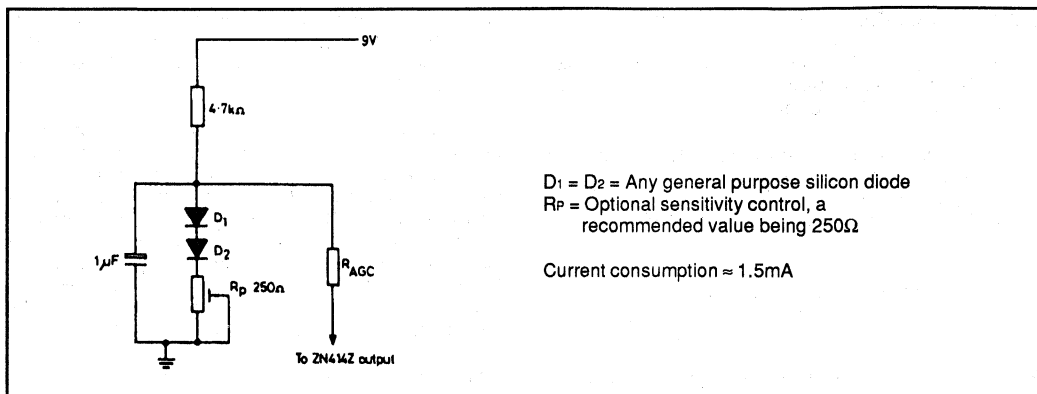 9V
4·7kΩ
D1
D2
1µF
Rp 250Ω
RAGC
To ZN414Z output
D1 = D2 = Any general purpose silicon diode
RP = Optional sensitivity control, a
recommended value being 250Ω
Current consumption ≈ 1.5mA